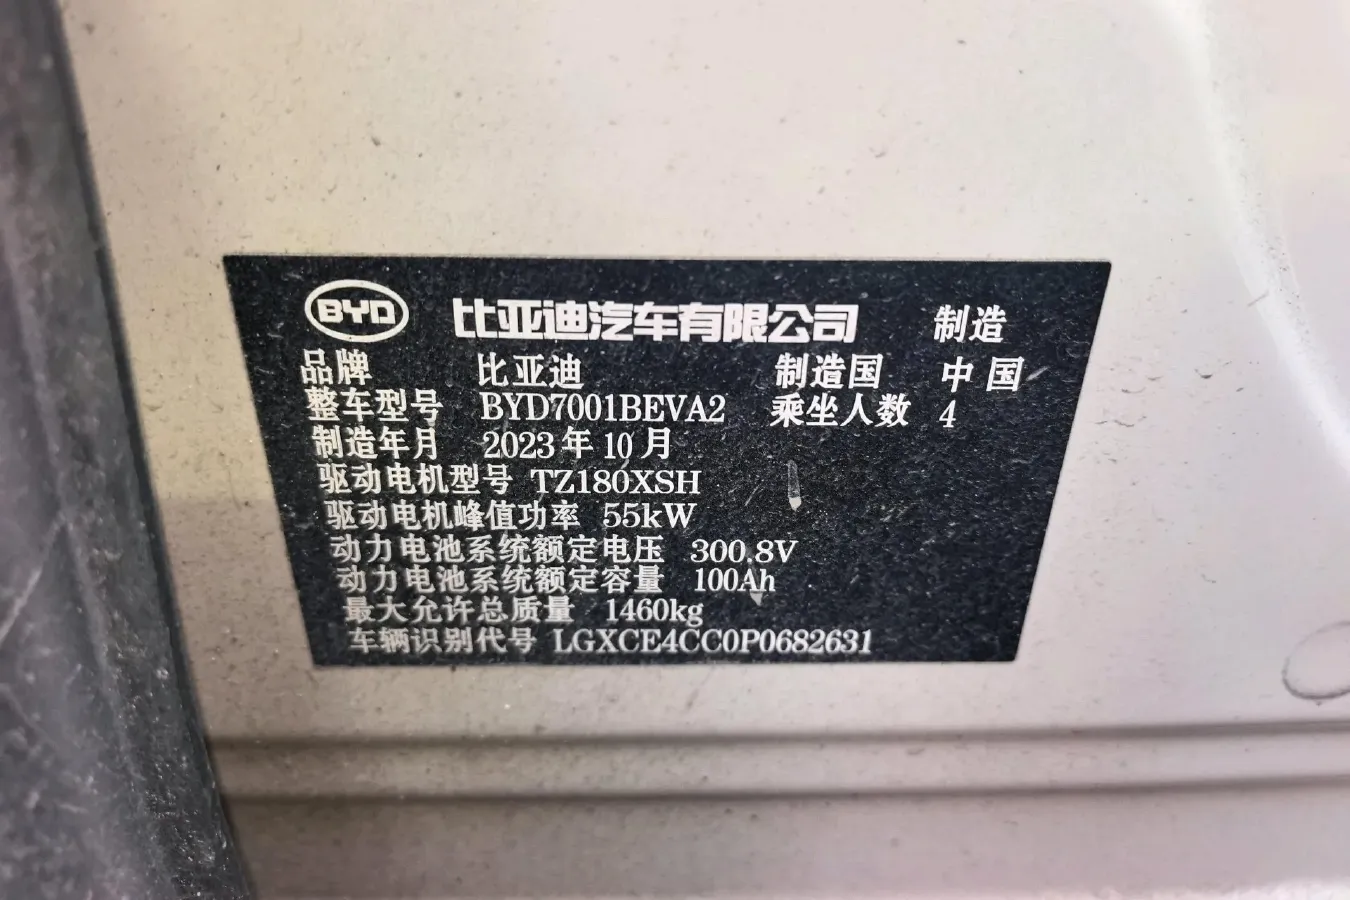 BYD 比亚迪汽车有限公司 制造
品牌 比亚迪 制造国 中国
整车型号 BYD7001BEVA2 乘坐人数 4
制造年月 2023年10月
驱动电机型号 TZ180XSH
驱动电机峰值功率 55kW
动力电池系统额定电压 300.8V
动力电池系统额定容量 100Ah
最大允许总质量 1460kg
车辆识别代号 LGXCE4CC0P0682631